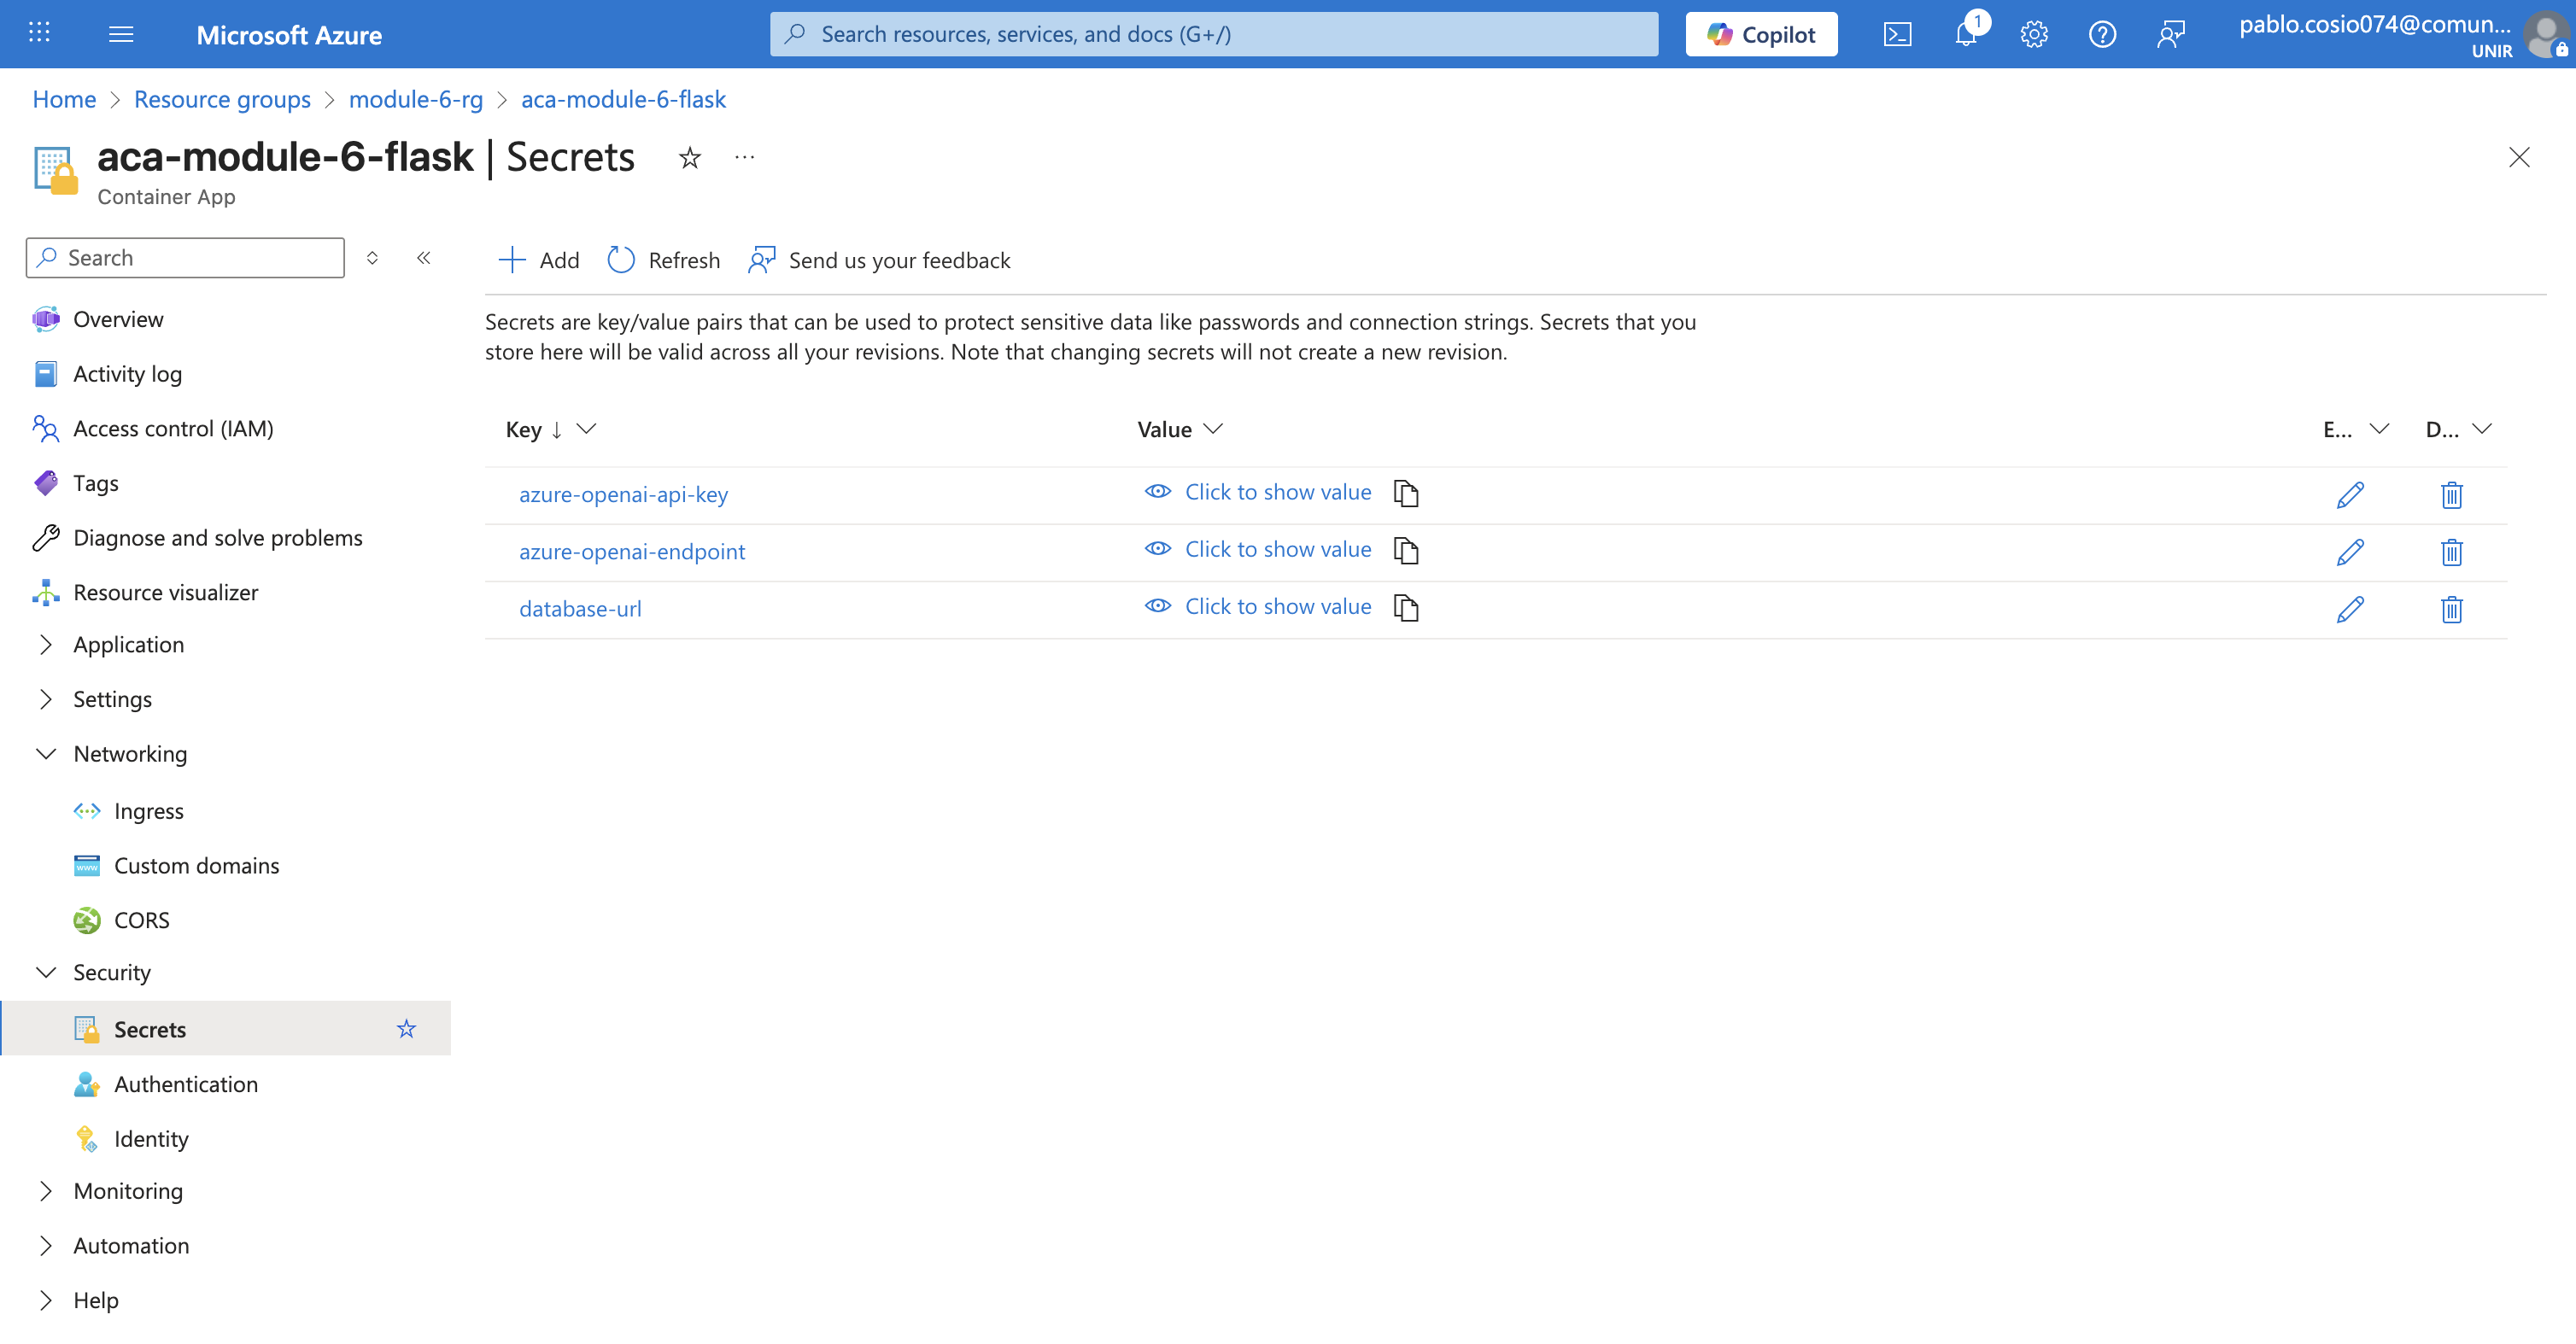 Microsoft Azure
Search resources, services, and docs (G+/)
Copilot
1
pablo.cosio074@comun...
UNIR
Home > Resource groups > module-6-rg > aca-module-6-flask
aca-module-6-flask | Secrets
Container App
Search
Add
Refresh
Send us your feedback
Overview
Activity log
Access control (IAM)
Tags
Diagnose and solve problems
Resource visualizer
Application
Settings
Networking
Ingress
Custom domains
CORS
Security
Secrets
Authentication
Identity
Monitoring
Automation
Help
Secrets are key/value pairs that can be used to protect sensitive data like passwords and connection strings. Secrets that you
store here will be valid across all your revisions. Note that changing secrets will not create a new revision.
Key ↓ Value E... D...
azure-openai-api-key Click to show value
azure-openai-endpoint Click to show value
database-url Click to show value